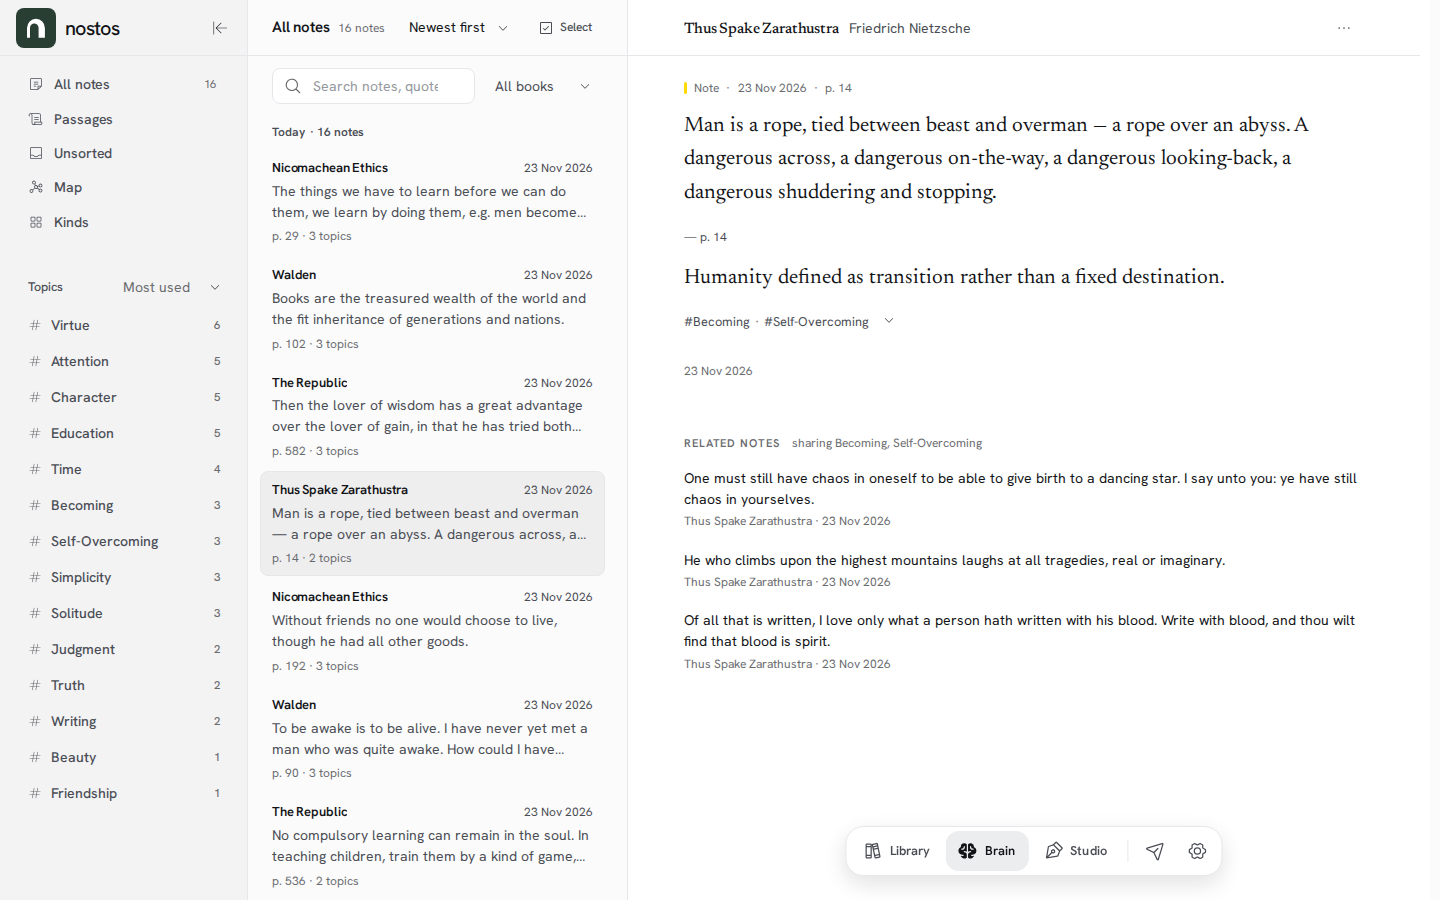 nostos
All notes 16
Passages
Unsorted
Map
Kinds
Topics Most used
# Virtue 6
# Attention 5
# Character 5
# Education 5
# Time 4
# Becoming 3
# Self-Overcoming 3
# Simplicity 3
# Solitude 3
# Judgment 2
# Truth 2
# Writing 2
# Beauty 1
# Friendship 1
All notes 16 notes Newest first Select
Search notes, quote All books
Today · 16 notes
Nicomachean Ethics 23 Nov 2026
The things we have to learn before we can do
them, we learn by doing them, e.g. men become...
p. 29 · 3 topics
Walden 23 Nov 2026
Books are the treasured wealth of the world and
the fit inheritance of generations and nations.
p. 102 · 3 topics
The Republic 23 Nov 2026
Then the lover of wisdom has a great advantage
over the lover of gain, in that he has tried both...
p. 582 · 3 topics
Thus Spake Zarathustra 23 Nov 2026
Man is a rope, tied between beast and overman
— a rope over an abyss. A dangerous across, a...
p. 14 · 2 topics
Nicomachean Ethics 23 Nov 2026
Without friends no one would choose to live,
though he had all other goods.
p. 192 · 3 topics
Walden 23 Nov 2026
To be awake is to be alive. I have never yet met a
man who was quite awake. How could I have...
p. 90 · 3 topics
The Republic 23 Nov 2026
No compulsory learning can remain in the soul. In
teaching children, train them by a kind of game,...
p. 536 · 2 topics
Thus Spake Zarathustra Friedrich Nietzsche
Note · 23 Nov 2026 · p. 14
Man is a rope, tied between beast and overman — a rope over an abyss. A
dangerous across, a dangerous on-the-way, a dangerous looking-back, a
dangerous shuddering and stopping.
— p. 14
Humanity defined as transition rather than a fixed destination.
#Becoming · #Self-Overcoming
23 Nov 2026
RELATED NOTES sharing Becoming, Self-Overcoming
One must still have chaos in oneself to be able to give birth to a dancing star. I say unto you: ye have still
chaos in yourselves.
Thus Spake Zarathustra · 23 Nov 2026
He who climbs upon the highest mountains laughs at all tragedies, real or imaginary.
Thus Spake Zarathustra · 23 Nov 2026
Of all that is written, I love only what a person hath written with his blood. Write with blood, and thou wilt
find that blood is spirit.
Thus Spake Zarathustra · 23 Nov 2026
Library Brain Studio